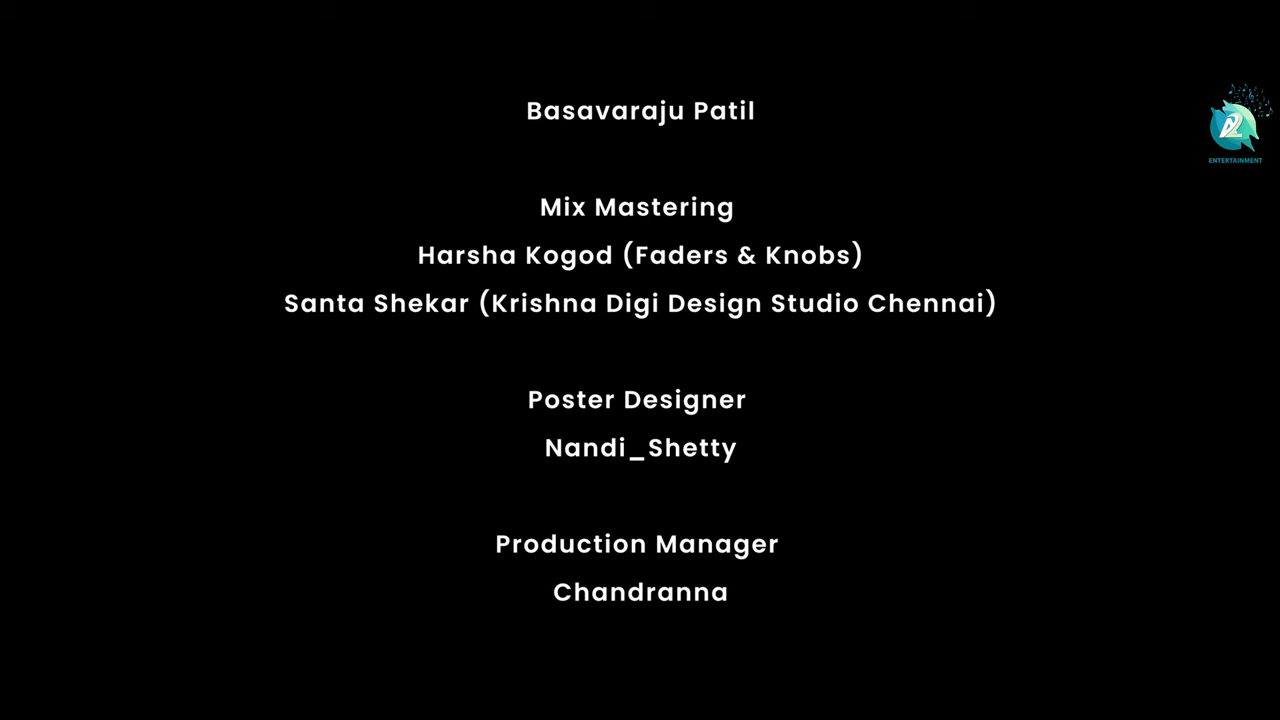 Basavaraju Patil
Mix Mastering
Harsha Kogod (Faders & Knobs)
Santa Shekar (Krishna Digi Design Studio Chennai)
Poster Designer
Nandi_Shetty
Production Manager
Chandranna
A2
ENTERTAINMENT